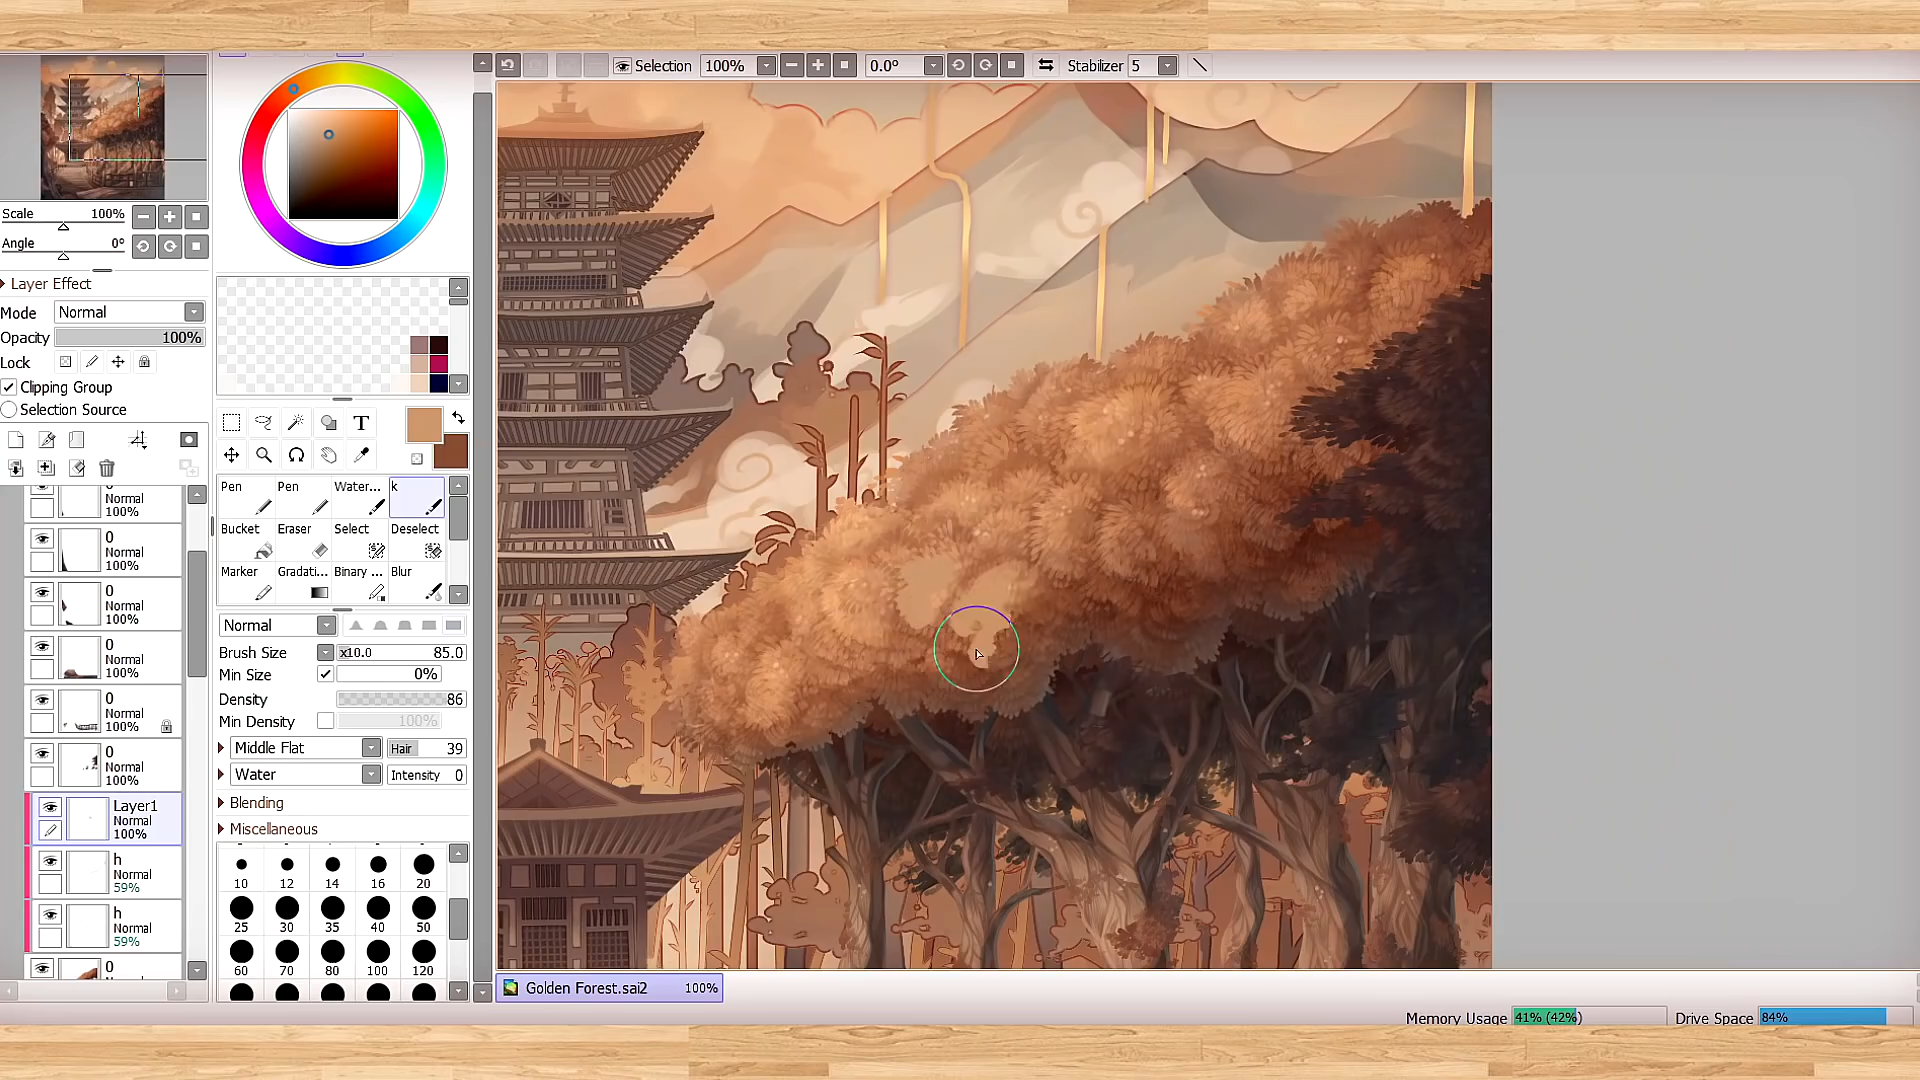 Selection 100% 0.0° Stabilizer 5
Scale 100%
Angle 0°
Layer Effect
Mode Normal
Opacity 100%
Lock
Clipping Group
Selection Source
Normal
100%
0
Normal
100%
0
Normal
100%
0
Normal
100%
0
Normal
100%
0
Normal
100%
Layer1
Normal
100%
h
Normal
59%
h
Normal
59%
0
T
Pen Pen Water... k
Bucket Eraser Select Deselect
Marker Gradati... Binary ... Blur
Normal
Brush Size x10.0 85.0
Min Size 0%
Density 86
Min Density 100%
Middle Flat Hair 39
Water Intensity 0
Blending
Miscellaneous
10 12 14 16 20
25 30 35 40 50
60 70 80 100 120
Golden Forest.sai2 100%
Memory Usage 41% (42%) Drive Space 84%